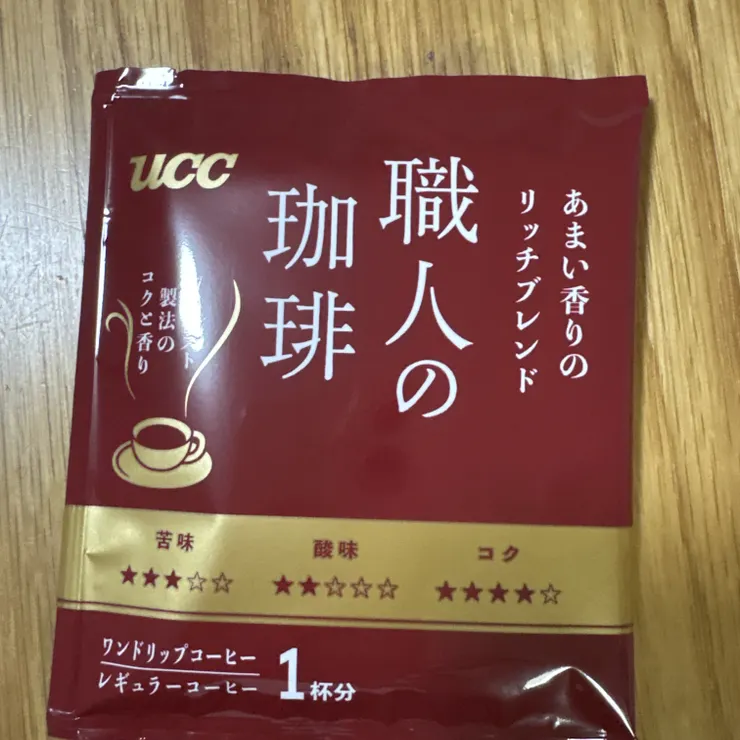 UCC
あまい香りの
リッチブレンド
職人の
珈琲
製法の
コクと香り
苦味
★★★☆☆
酸味
★★☆☆☆
コク
★★★★☆
ワンドリップコーヒー
レギュラーコーヒー
1杯分